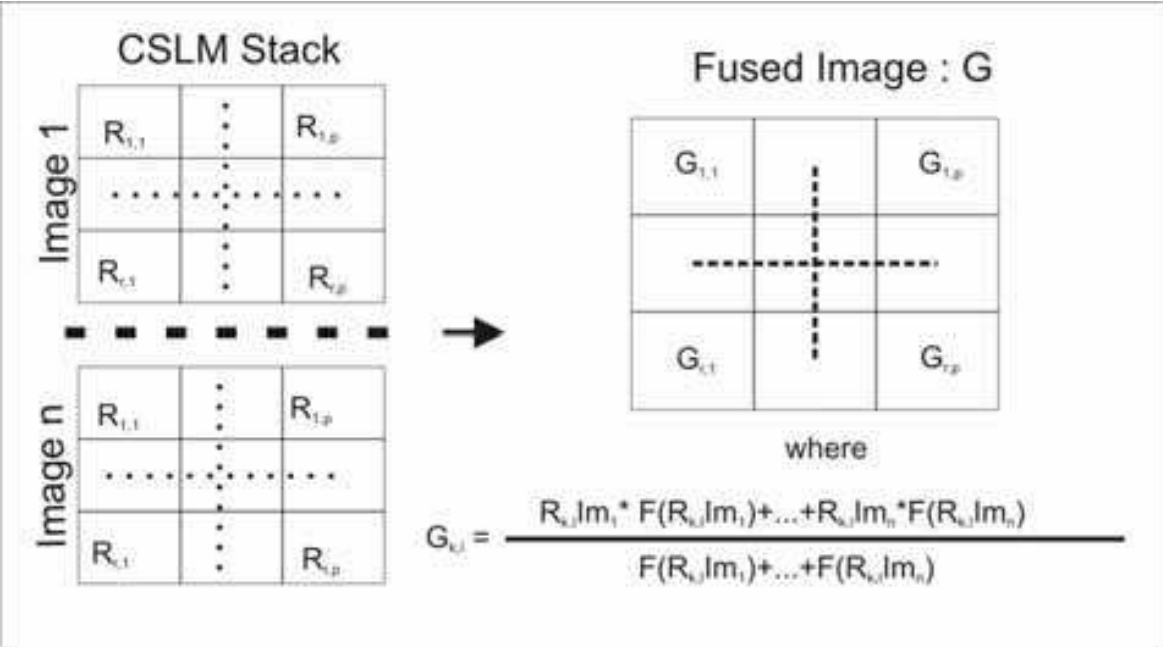 CSLM Stack
Image 1
R1,1
R1,p
Rr,1
Rr,p
Image n
R1,1
R1,p
Rr,1
Rr,p
Fused Image : G
G1,1
G1,p
Gr,1
Gr,p
where
Gk,l = Rk,lIm1* F(Rk,lIm1)+...+Rk,lImn*F(Rk,lImn)
F(Rk,lIm1)+...+F(Rk,lImn)